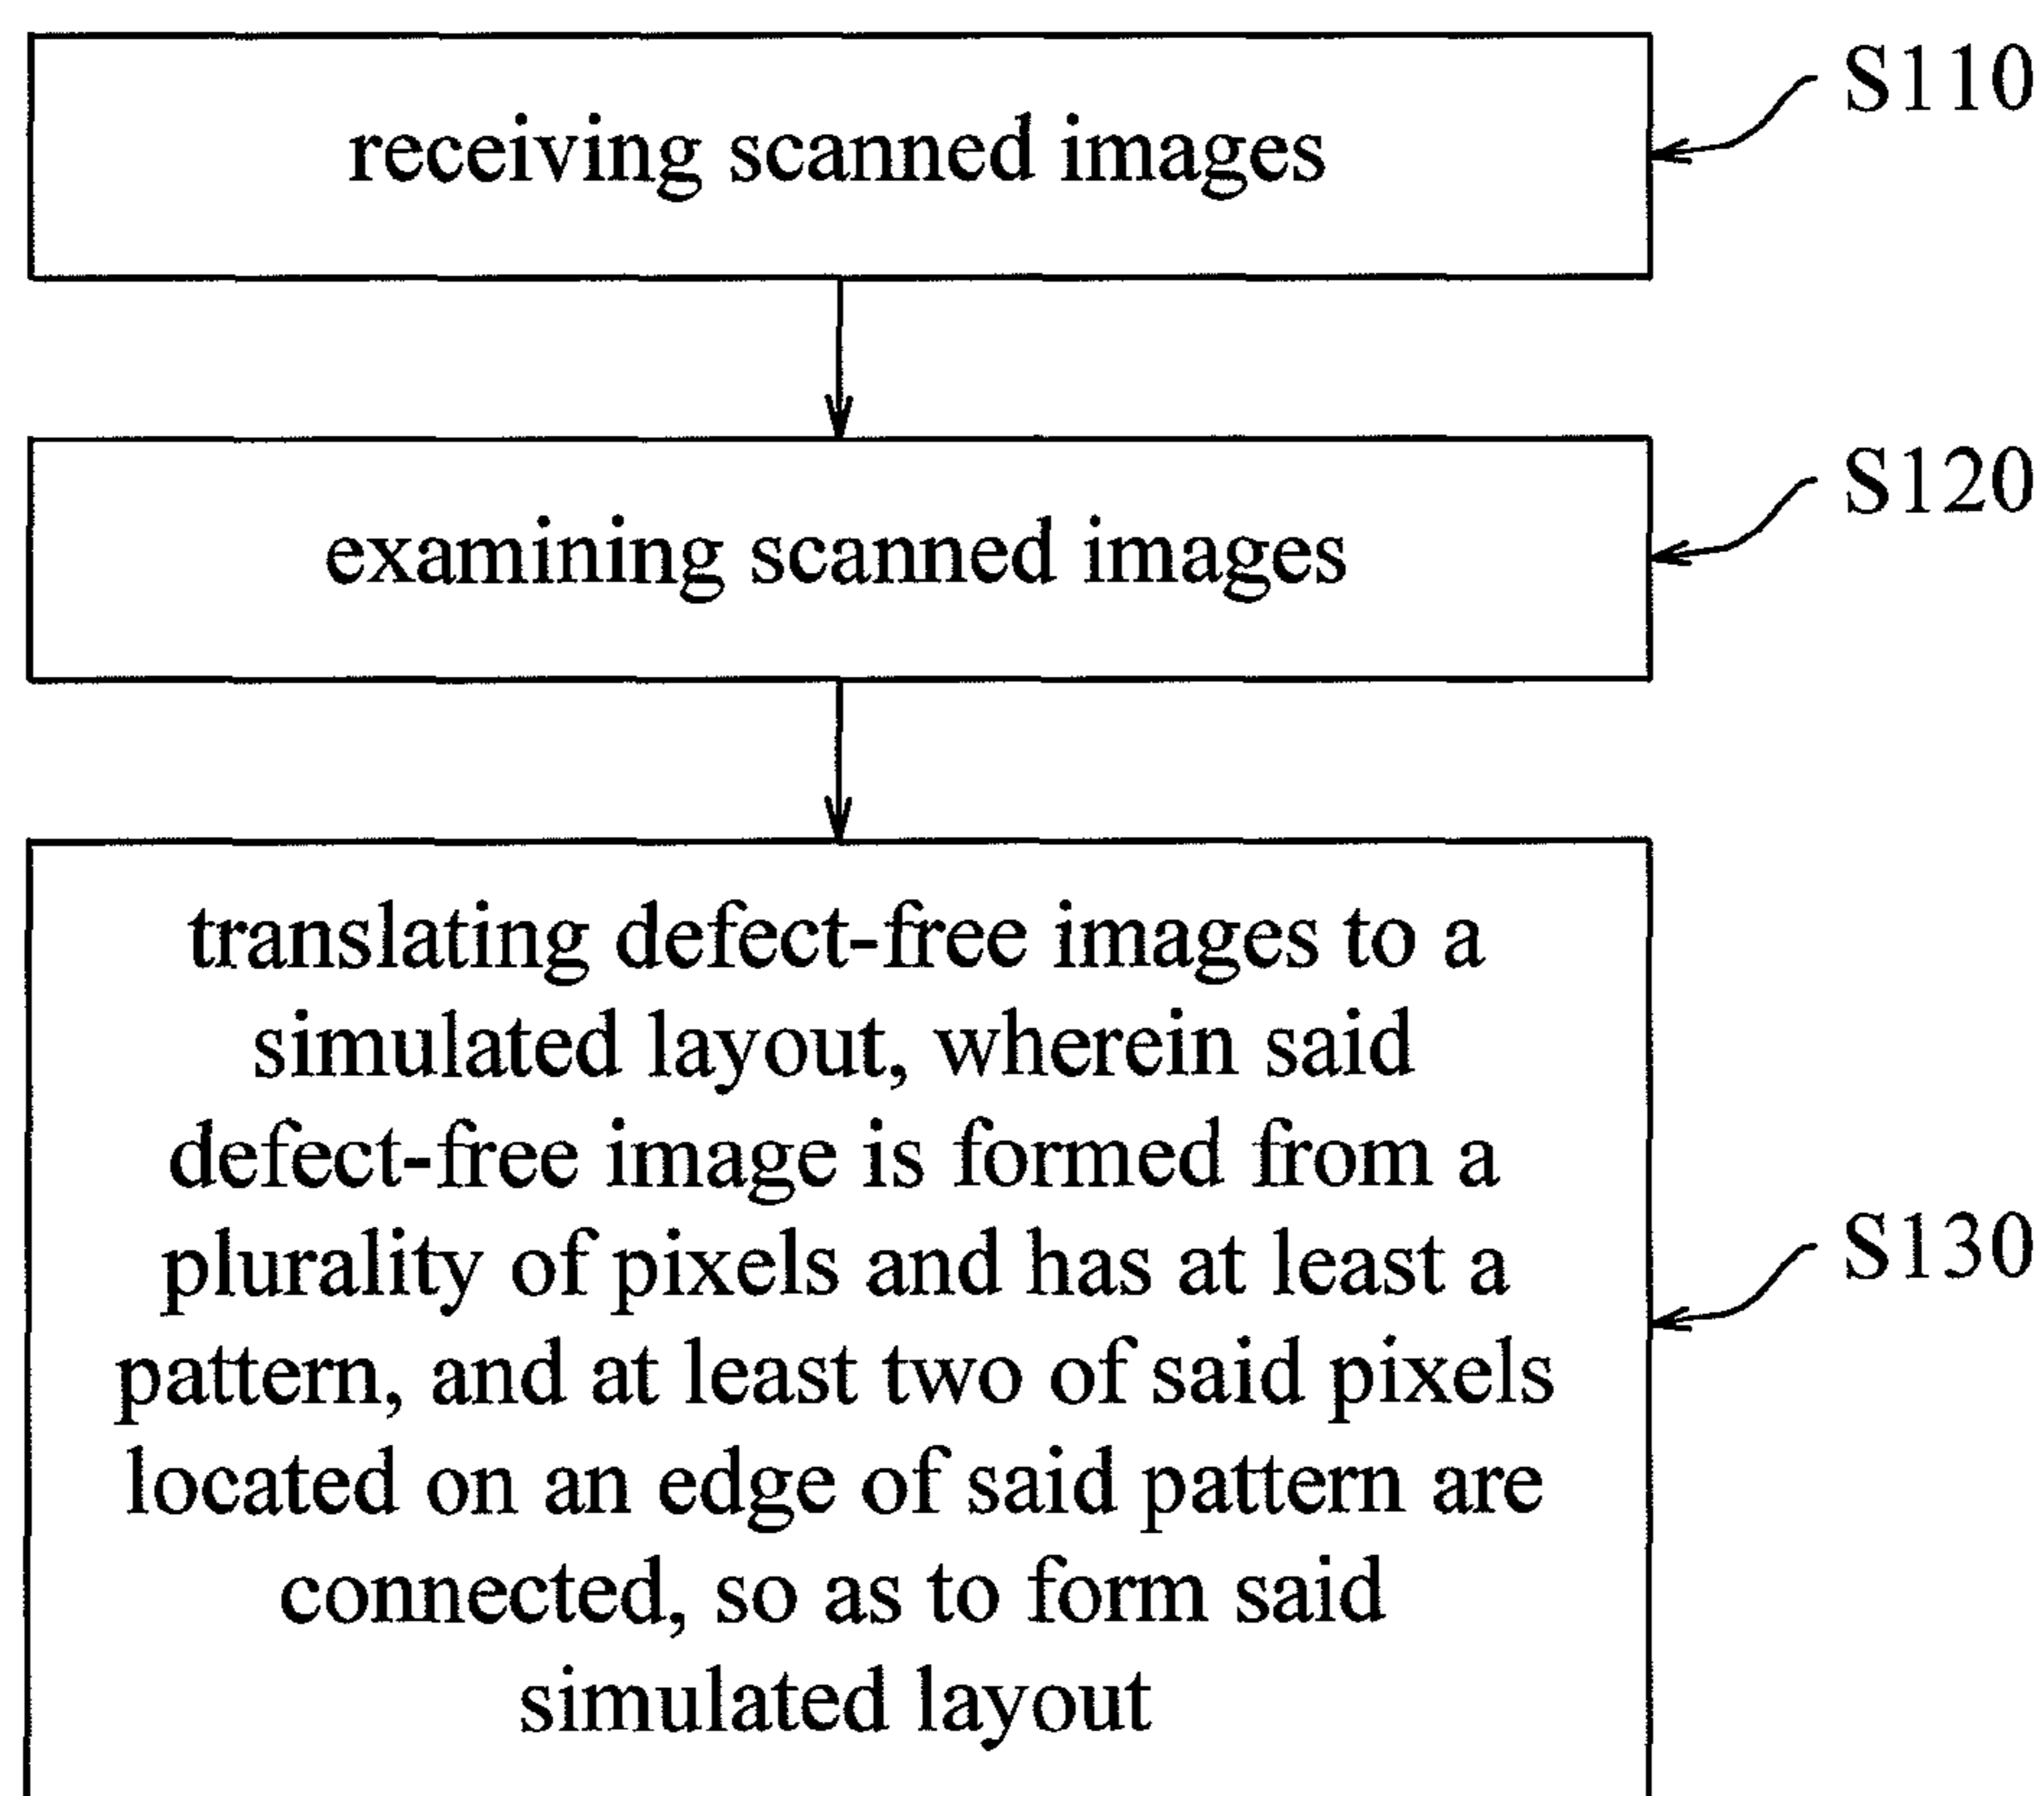 receiving scanned images
S110
examining scanned images
S120
translating defect-free images to a
simulated layout, wherein said
defect-free image is formed from a
plurality of pixels and has at least a
pattern, and at least two of said pixels
located on an edge of said pattern are
connected, so as to form said
simulated layout
S130